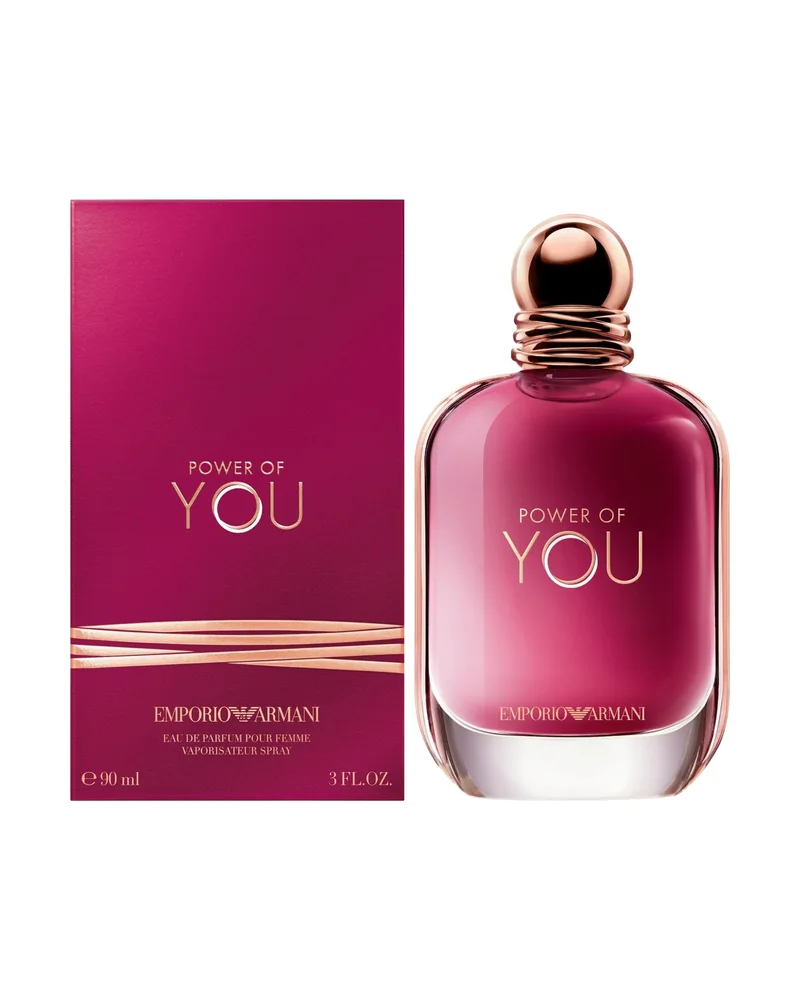 POWER OF
YOU
EMPORIO ARMANI
EAU DE PARFUM POUR FEMME
VAPORISATEUR SPRAY
℮ 90 ml 3 FL.OZ.
POWER OF
YOU
EMPORIO ARMANI